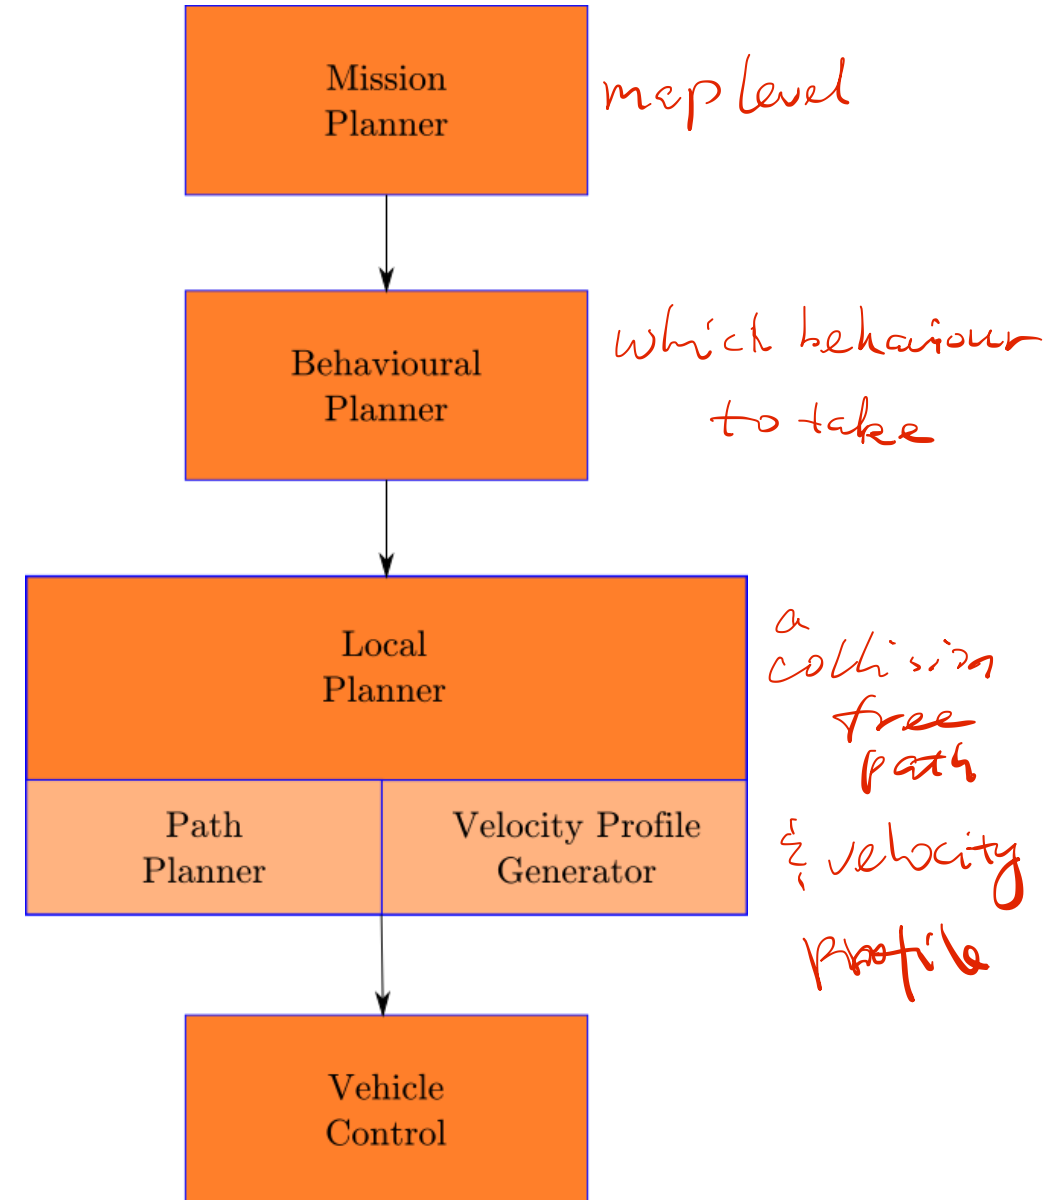 Mission
Planner
map level
Behavioural
Planner
which behaviour
to take
Local
Planner
a
collision
free
path
Path
Planner
Velocity Profile
Generator
& velocity
profile
Vehicle
Control